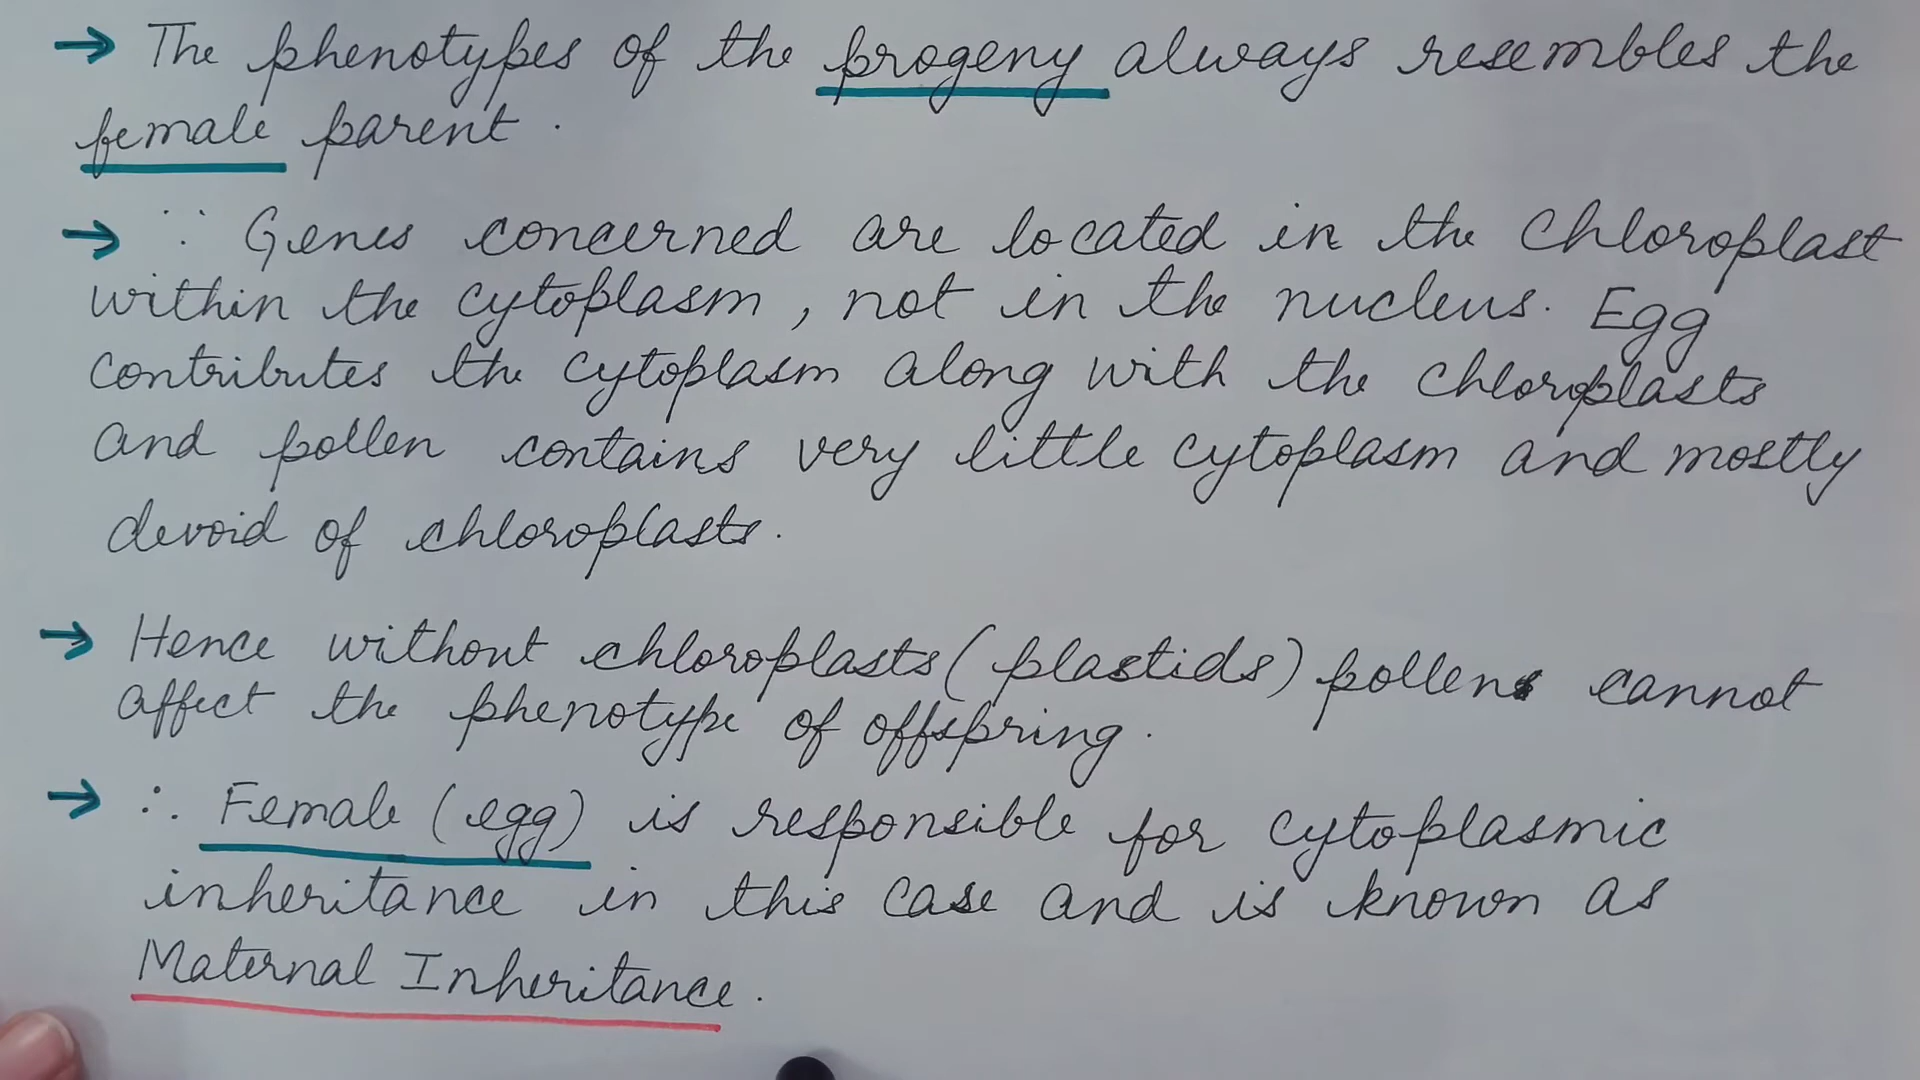 → The phenotypes of the progeny always resembles the
female parent.
→ ∵ Genes concerned are located in the chloroplast
within the cytoplasm, not in the nucleus. Egg
contributes the cytoplasm along with the chloroplasts
and pollen contains very little cytoplasm and mostly
devoid of chloroplasts.
→ Hence without chloroplasts (plastids) pollen cannot
affect the phenotype of offspring.
→ ∴ Female (egg) is responsible for cytoplasmic
inheritance in this case and is known as
Maternal Inheritance.